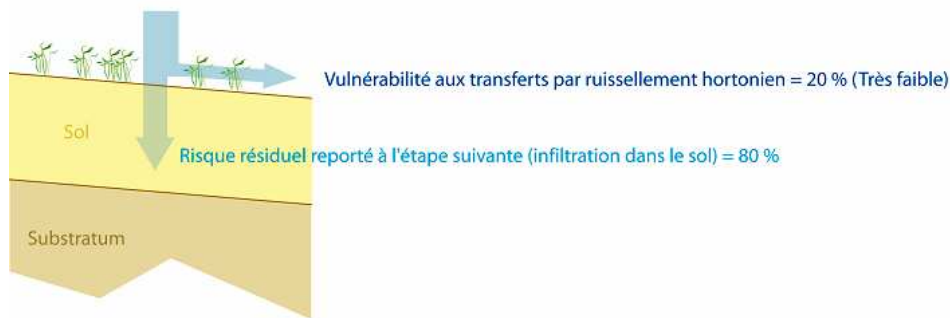 Vulnérabilité aux transferts par ruissellement hortonien = 20 % (Très faible)
Sol
Risque résiduel reporté à l'étape suivante (infiltration dans le sol) = 80 %
Substratum